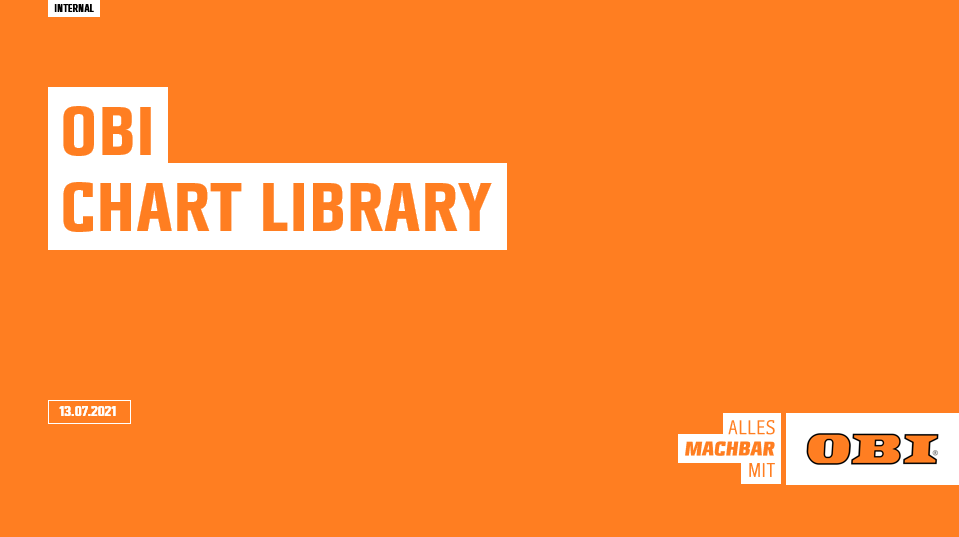 INTERNAL
OBI
CHART LIBRARY
13.07.2021
ALLES
MACHBAR
MIT
OBI®